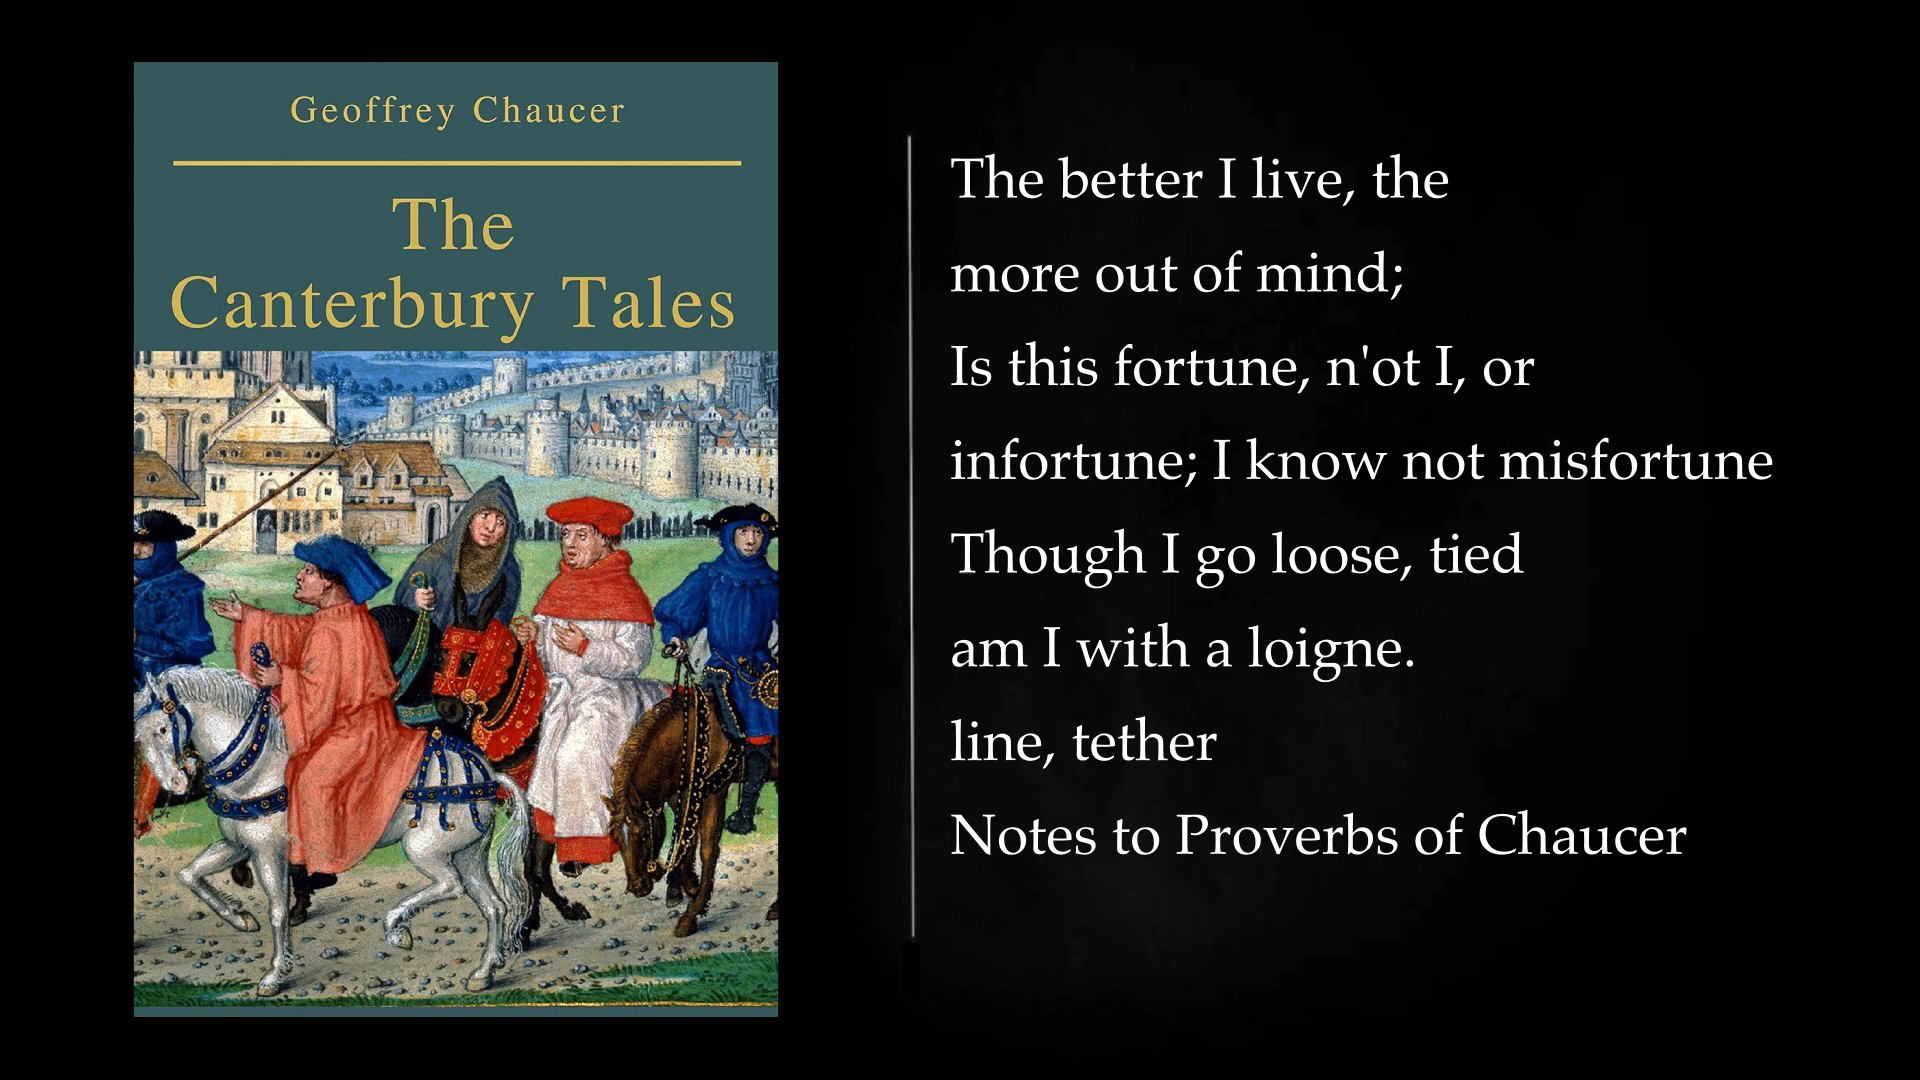 Geoffrey Chaucer
The
Canterbury Tales
The better I live, the
more out of mind;
Is this fortune, n'ot I, or
infortune; I know not misfortune
Though I go loose, tied
am I with a loigne.
line, tether
Notes to Proverbs of Chaucer